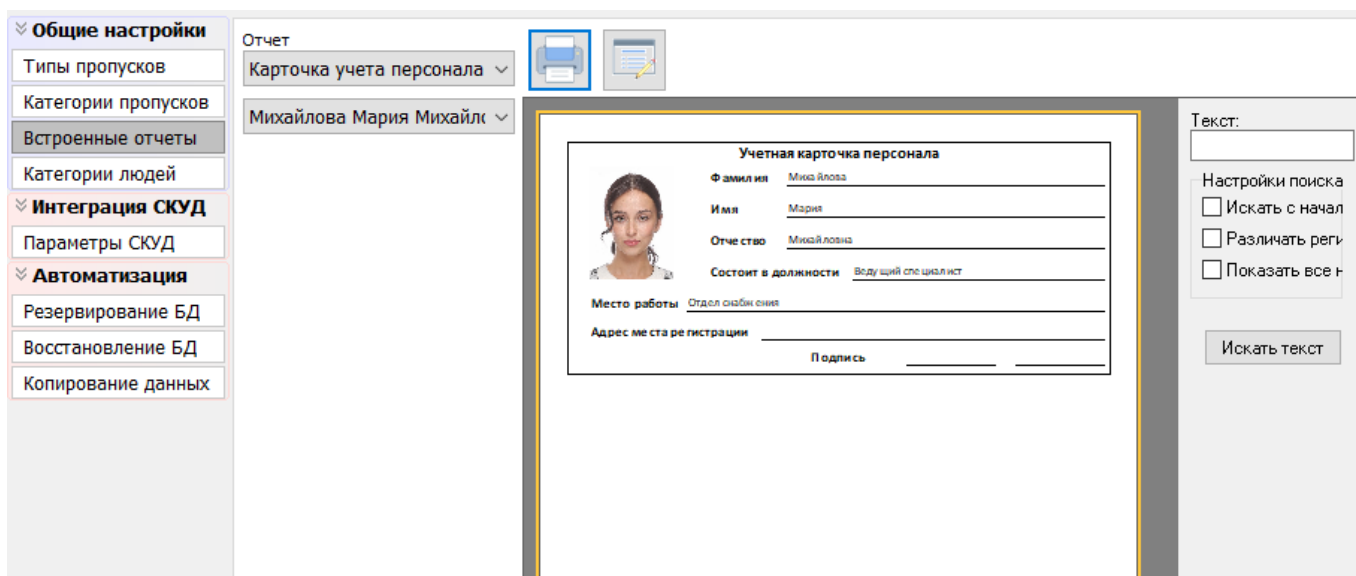 Общие настройки
Типы пропусков
Категории пропусков
Встроенные отчеты
Категории людей
Интеграция СКУД
Параметры СКУД
Автоматизация
Резервирование БД
Восстановление БД
Копирование данных
Отчет
Карточка учета персонала
Михайлова Мария Михайлс
Учетная карточка персонала
Фамилия Михайлова
Имя Мария
Отчество Михайловна
Состоит в должности Ведущий специалист
Место работы Отдел снабжения
Адрес места регистрации
Подпись
Текст:
Настройки поиска
Искать с начал
Различать реги
Показать все н
Искать текст